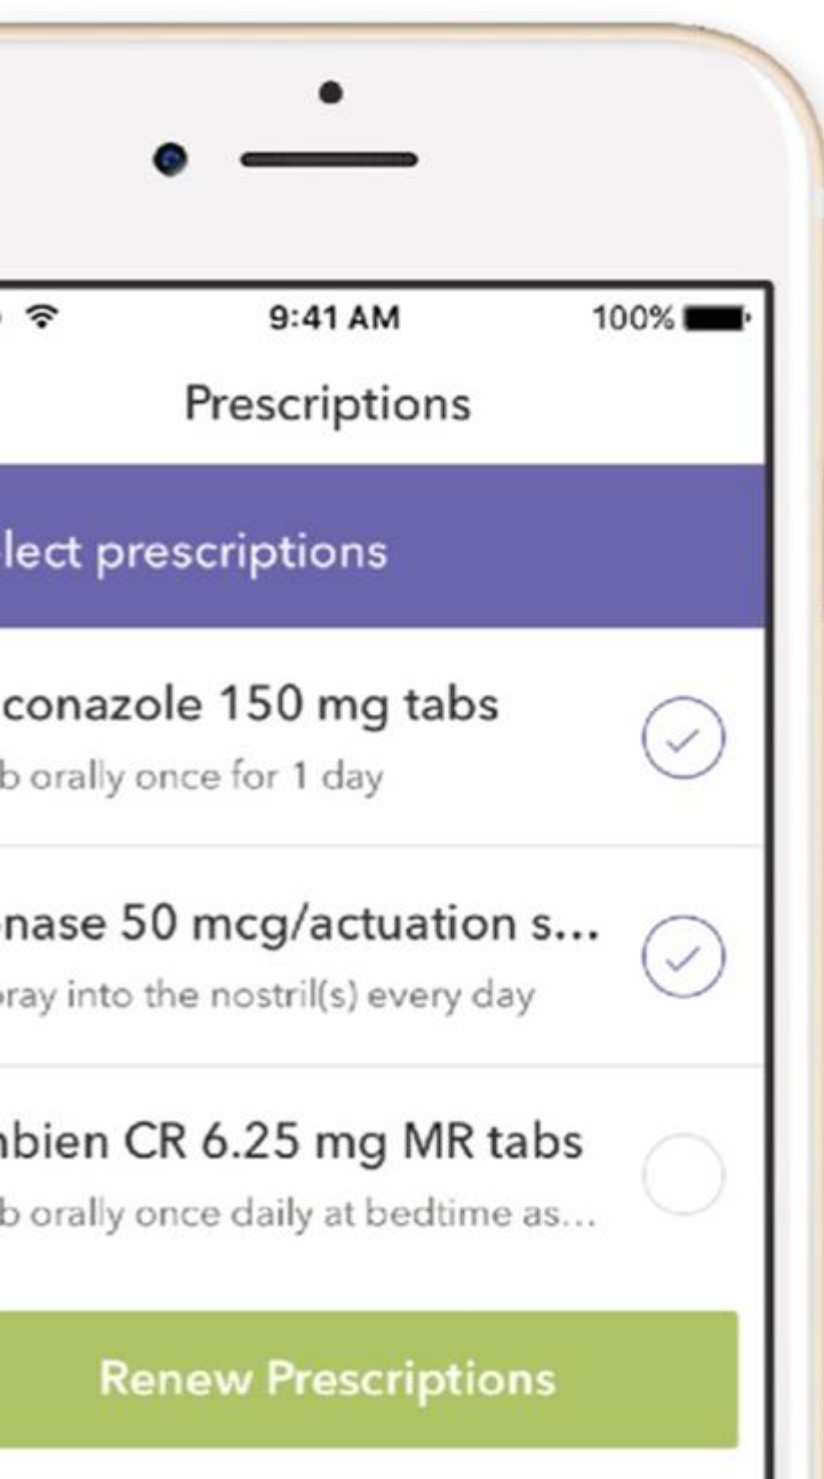 9:41 AM 100%
Prescriptions
lect prescriptions
conazole 150 mg tabs
b orally once for 1 day
nase 50 mcg/actuation s...
ray into the nostril(s) every day
bien CR 6.25 mg MR tabs
b orally once daily at bedtime as...
Renew Prescriptions